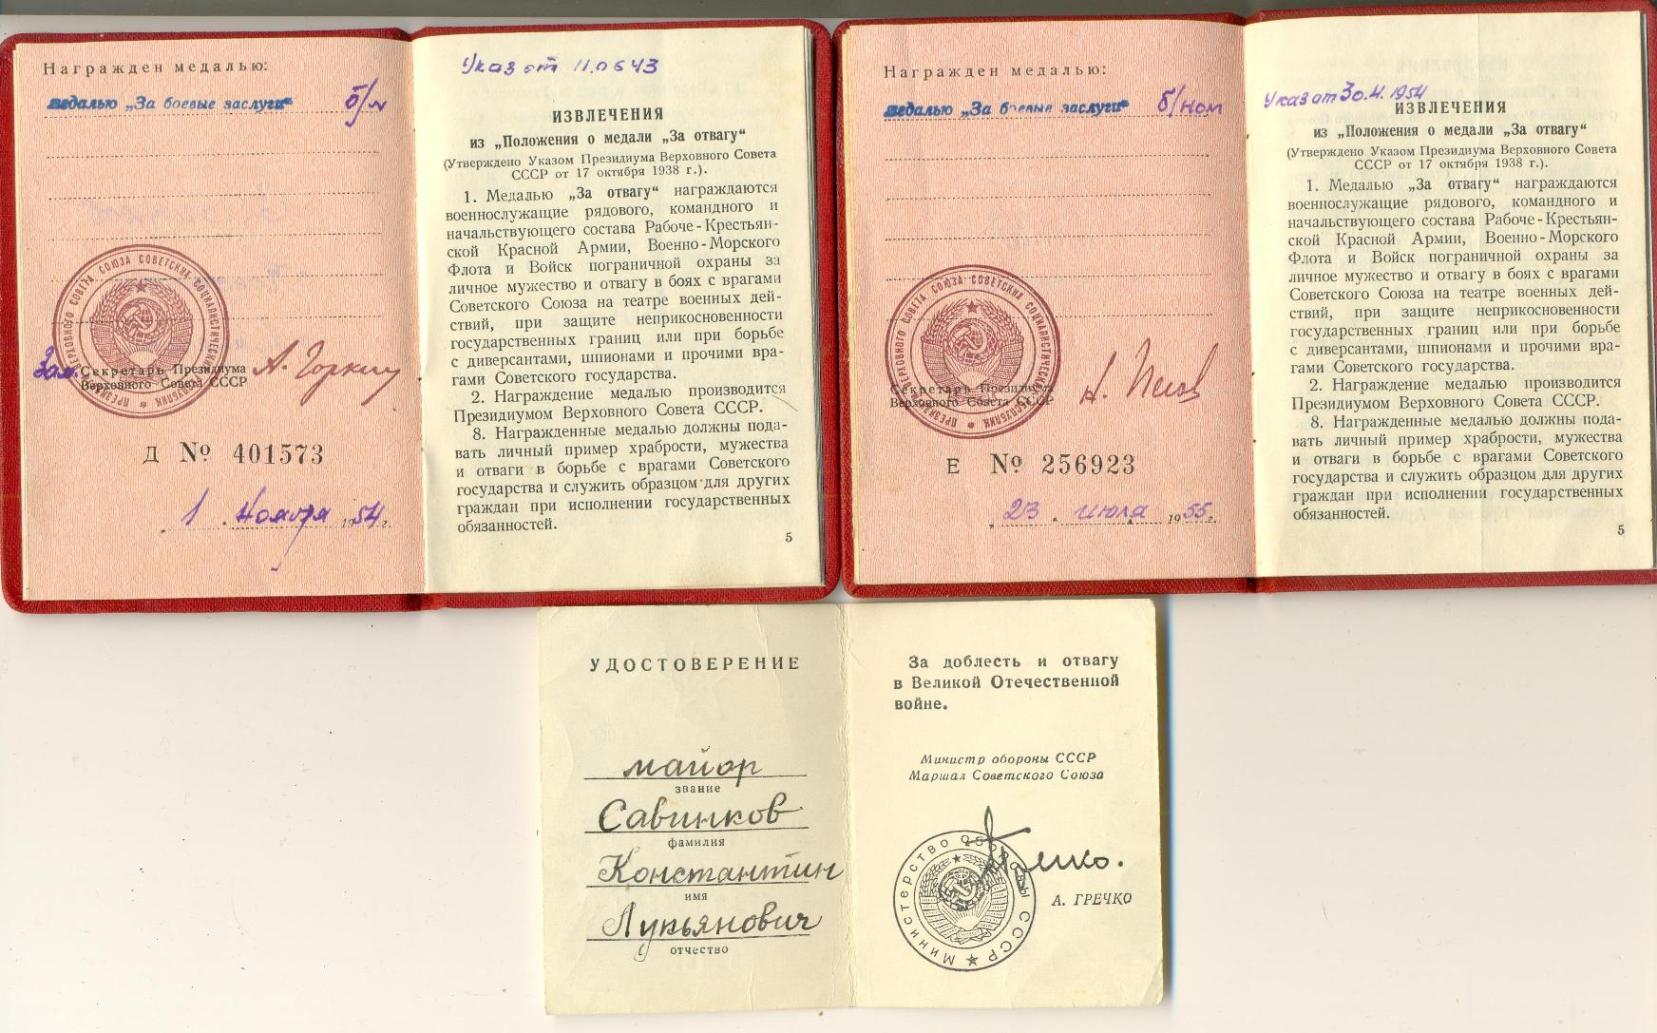 Награжден медалью:
медалью „За боевые заслуги“ б/н
СЕКРЕТАРЬ Президиума
Верховного Совета СССР
Зам.
А. Горкин
Д № 401573
„ 1 „ Ноября 1954 г.
Указ от 11.06 43
ИЗВЛЕЧЕНИЯ
из „Положения о медали „За отвагу“
(Утверждено Указом Президиума Верховного Совета
СССР от 17 октября 1938 г.).
1. Медалью „За отвагу“ награждаются
военнослужащие рядового, командного и
начальствующего состава Рабоче-Крестьян-
ской Красной Армии, Военно-Морского
Флота и Войск пограничной охраны за
личное мужество и отвагу в боях с врагами
Советского Союза на театре военных дей-
ствий, при защите неприкосновенности
государственных границ или при борьбе
с диверсантами, шпионами и прочими вра-
гами Советского государства.
2. Награждение медалью производится
Президиумом Верховного Совета СССР.
8. Награжденные медалью должны пода-
вать личный пример храбрости, мужества
и отваги в борьбе с врагами Советского
государства и служить образцом для других
граждан при исполнении государственных
обязанностей.
5
Награжден медалью:
медалью „За боевые заслуги“ б/ном
Секретарь Президиума
Верховного Совета СССР
Е № 256923
„ 23 „ июля 1955 г.
Указ от 30.4.1954
ИЗВЛЕЧЕНИЯ
из „Положения о медали „За отвагу“
(Утверждено Указом Президиума Верховного Совета
СССР от 17 октября 1938 г.).
1. Медалью „За отвагу“ награждаются
военнослужащие рядового, командного и
начальствующего состава Рабоче-Крестьян-
ской Красной Армии, Военно-Морского
Флота и Войск пограничной охраны за
личное мужество и отвагу в боях с врагами
Советского Союза на театре военных дей-
ствий, при защите неприкосновенности
государственных границ или при борьбе
с диверсантами, шпионами и прочими вра-
гами Советского государства.
2. Награждение медалью производится
Президиумом Верховного Совета СССР.
8. Награжденные медалью должны пода-
вать личный пример храбрости, мужества
и отваги в борьбе с врагами Советского
государства и служить образцом для других
граждан при исполнении государственных
обязанностей.
5
УДОСТОВЕРЕНИЕ
майор
звание
Савинков
фамилия
Константин
имя
Лукьянович
отчество
За доблесть и отвагу
в Великой Отечественной
войне.
Министр обороны СССР
Маршал Советского Союза
Министерство Обороны СССР
А. ГРЕЧКО